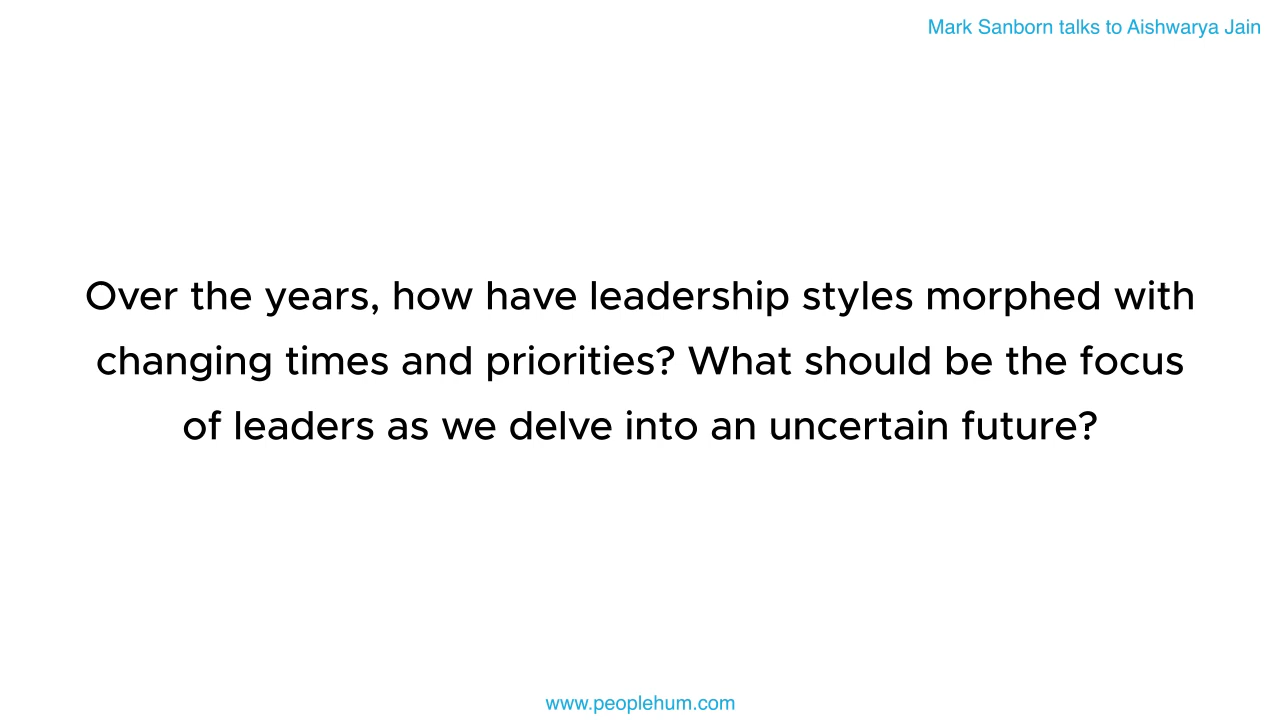 Mark Sanborn talks to Aishwarya Jain
Over the years, how have leadership styles morphed with
changing times and priorities? What should be the focus
of leaders as we delve into an uncertain future?
www.peoplehum.com